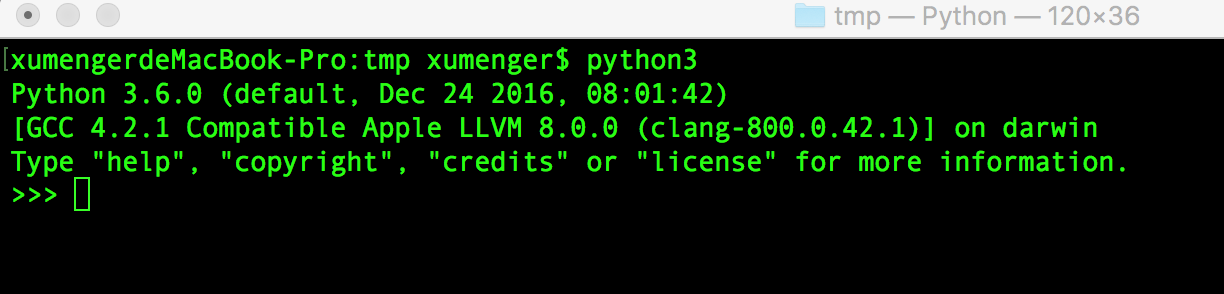 tmp — Python — 120×36
xumengerdeMacBook-Pro:tmp xumenger$ python3
Python 3.6.0 (default, Dec 24 2016, 08:01:42)
[GCC 4.2.1 Compatible Apple LLVM 8.0.0 (clang-800.0.42.1)] on darwin
Type "help", "copyright", "credits" or "license" for more information.
>>>